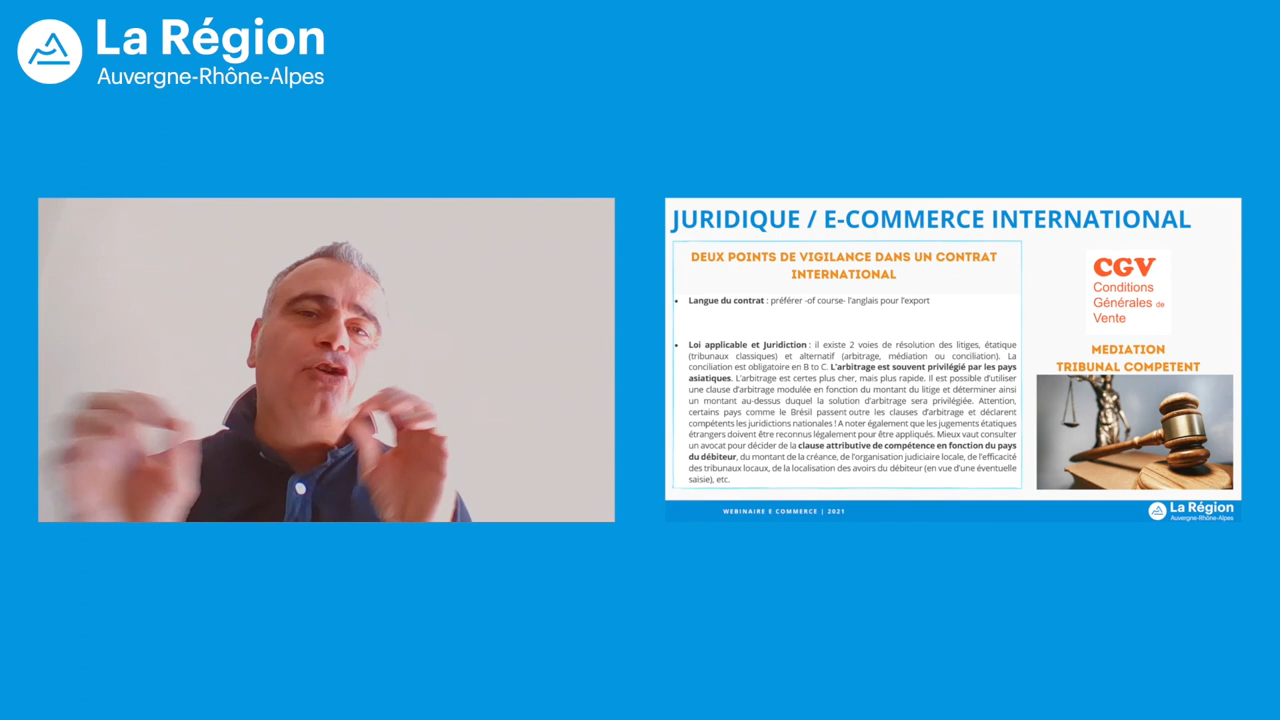 La Région
Auvergne-Rhône-Alpes
JURIDIQUE / E-COMMERCE INTERNATIONAL
DEUX POINTS DE VIGILANCE DANS UN CONTRAT
INTERNATIONAL
• Langue du contrat : préférer -of course- l'anglais pour l'export
• Loi applicable et Juridiction : il existe 2 voies de résolution des litiges, étatique
(tribunaux classiques) et alternatif (arbitrage, médiation ou conciliation). La
conciliation est obligatoire en B to C. L'arbitrage est souvent privilégié par les pays
asiatiques. L'arbitrage est certes plus cher, mais plus rapide. Il est possible d'utiliser
une clause d'arbitrage modulée en fonction du montant du litige et déterminer ainsi
un montant au-dessus duquel la solution d'arbitrage sera privilégiée. Attention,
certains pays comme le Brésil passent outre les clauses d'arbitrage et déclarent
compétents les juridictions nationales ! A noter également que les jugements étatiques
étrangers doivent être reconnus légalement pour être appliqués. Mieux vaut consulter
un avocat pour décider de la clause attributive de compétence en fonction du pays
du débiteur, du montant de la créance, de l'organisation judiciaire locale, de l'efficacité
des tribunaux locaux, de la localisation des avoirs du débiteur (en vue d'une éventuelle
saisie), etc.
CGV
Conditions
Générales de
Vente
MEDIATION
TRIBUNAL COMPETENT
WEBINAIRE E COMMERCE | 2021
La Région
Auvergne-Rhône-Alpes